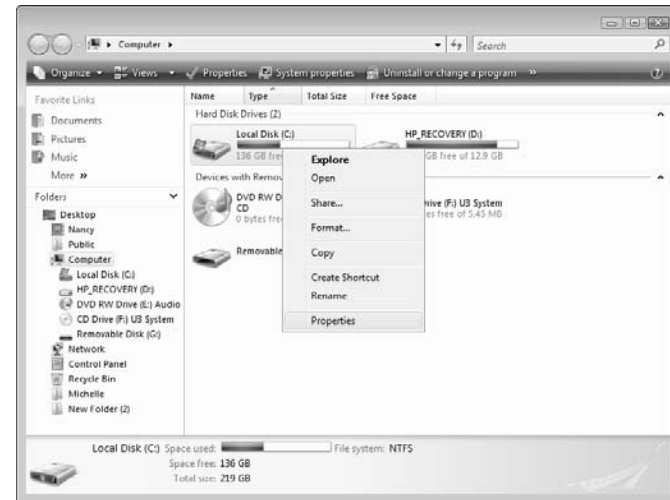 Computer
Search
Organize Views Properties System properties Uninstall or change a program »
Favorite Links
Documents
Pictures
Music
More »
Folders
Desktop
Nancy
Public
Computer
Local Disk (C:)
HP_RECOVERY (D:)
DVD RW Drive (E:) Audio
CD Drive (F:) U3 System
Removable Disk (G:)
Network
Control Panel
Recycle Bin
Michelle
New Folder (2)
Name Type Total Size Free Space
Hard Disk Drives (2)
Local Disk (C:)
136 GB fre
HP_RECOVERY (D:)
GB free of 12.9 GB
Devices with Remov
DVD RW D
CD
0 bytes fre
rive (F:) U3 System
es free of 5.45 MB
Removable
Explore
Open
Share...
Format...
Copy
Create Shortcut
Rename
Properties
Local Disk (C:) Space used: File system: NTFS
Space free: 136 GB
Total size: 219 GB